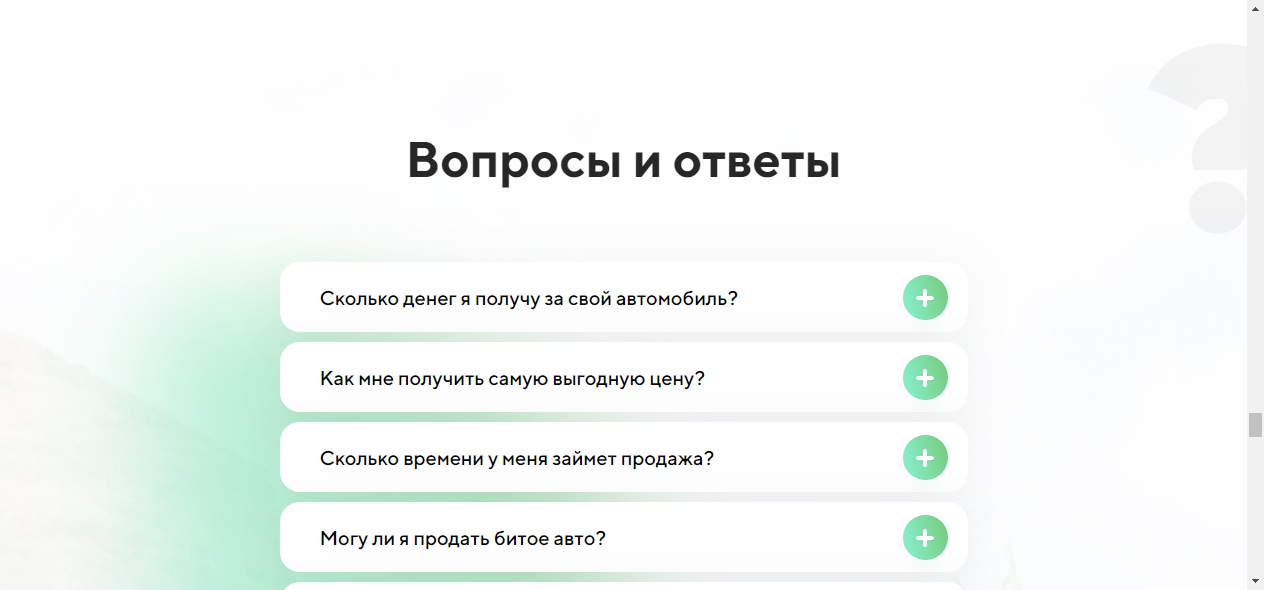 Вопросы и ответы
Сколько денег я получу за свой автомобиль?
Как мне получить самую выгодную цену?
Сколько времени у меня займет продажа?
Могу ли я продать битое авто?